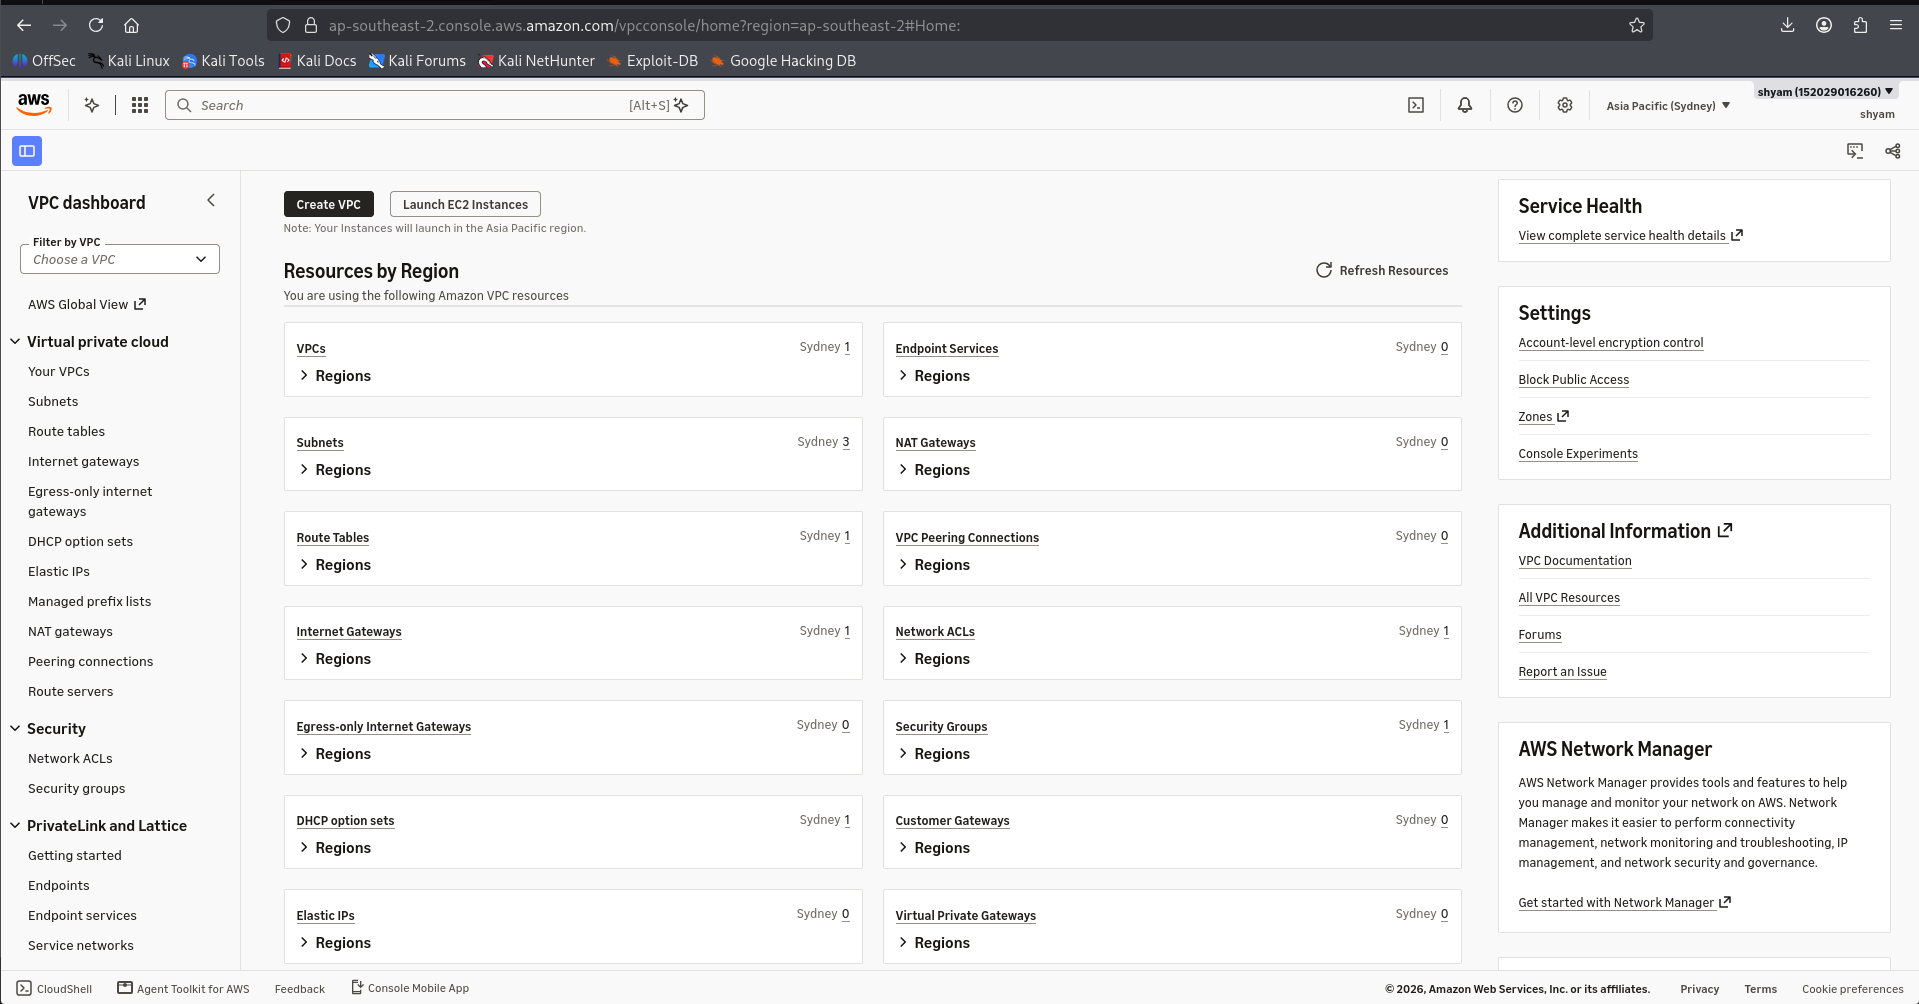 ap-southeast-2.console.aws.amazon.com/vpcconsole/home?region=ap-southeast-2#Home:
OffSec Kali Linux Kali Tools Kali Docs Kali Forums Kali NetHunter Exploit-DB Google Hacking DB
aws Search [Alt+S] Asia Pacific (Sydney) shyam (152029016260)
shyam
VPC dashboard
Filter by VPC
Choose a VPC
AWS Global View
Virtual private cloud
Your VPCs
Subnets
Route tables
Internet gateways
Egress-only internet
gateways
DHCP option sets
Elastic IPs
Managed prefix lists
NAT gateways
Peering connections
Route servers
Security
Network ACLs
Security groups
PrivateLink and Lattice
Getting started
Endpoints
Endpoint services
Service networks
Create VPC Launch EC2 Instances
Note: Your Instances will launch in the Asia Pacific region.
Resources by Region Refresh Resources
You are using the following Amazon VPC resources
VPCs Sydney 1
Regions
Endpoint Services Sydney 0
Regions
Subnets Sydney 3
Regions
NAT Gateways Sydney 0
Regions
Route Tables Sydney 1
Regions
VPC Peering Connections Sydney 0
Regions
Internet Gateways Sydney 1
Regions
Network ACLs Sydney 1
Regions
Egress-only Internet Gateways Sydney 0
Regions
Security Groups Sydney 1
Regions
DHCP option sets Sydney 1
Regions
Customer Gateways Sydney 0
Regions
Elastic IPs Sydney 0
Regions
Virtual Private Gateways Sydney 0
Regions
Service Health
View complete service health details
Settings
Account-level encryption control
Block Public Access
Zones
Console Experiments
Additional Information
VPC Documentation
All VPC Resources
Forums
Report an Issue
AWS Network Manager
AWS Network Manager provides tools and features to help
you manage and monitor your network on AWS. Network
Manager makes it easier to perform connectivity
management, network monitoring and troubleshooting, IP
management, and network security and governance.
Get started with Network Manager
CloudShell Agent Toolkit for AWS Feedback Console Mobile App © 2026, Amazon Web Services, Inc. or its affiliates. Privacy Terms Cookie preferences